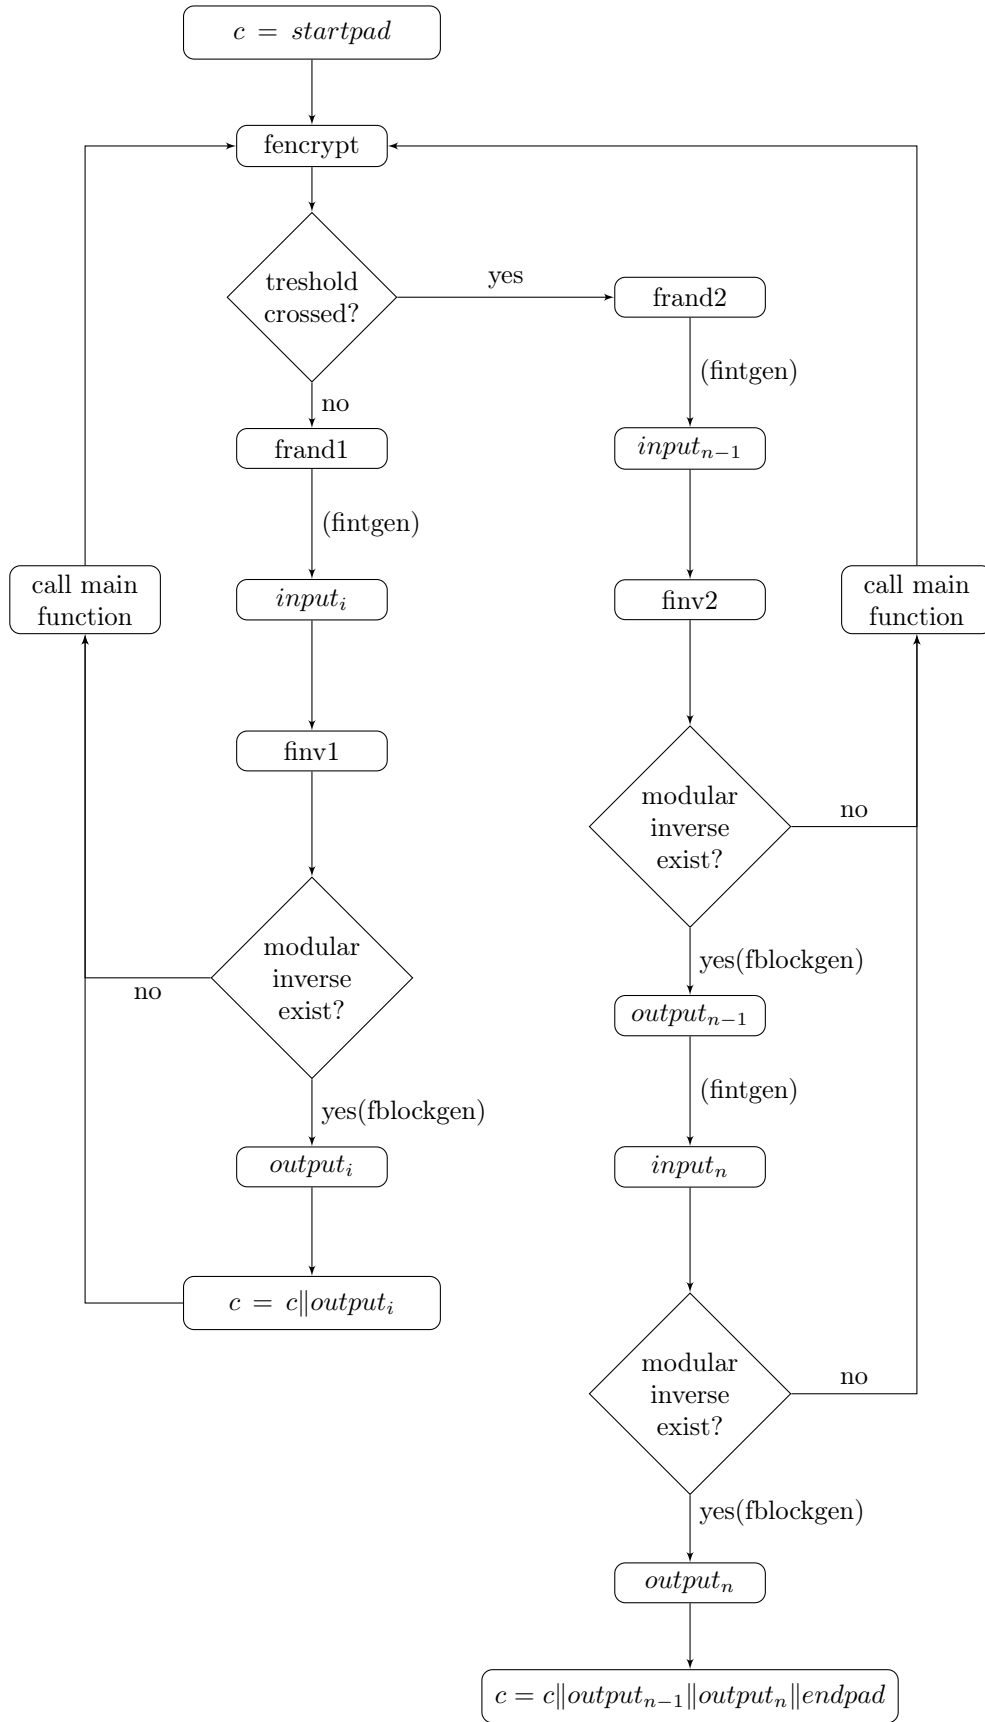 c = startpad
fencrypt
treshold
crossed?
yes
no
frand2
(fintgen)
frand1
input_{n−1}
(fintgen)
call main
function
input_i
finv2
call main
function
finv1
modular
inverse
exist?
no
modular
inverse
exist?
no
yes(fblockgen)
output_{n−1}
(fintgen)
yes(fblockgen)
output_i
input_n
c = c‖output_i
modular
inverse
exist?
no
yes(fblockgen)
output_n
c = c‖output_{n−1}‖output_n‖endpad